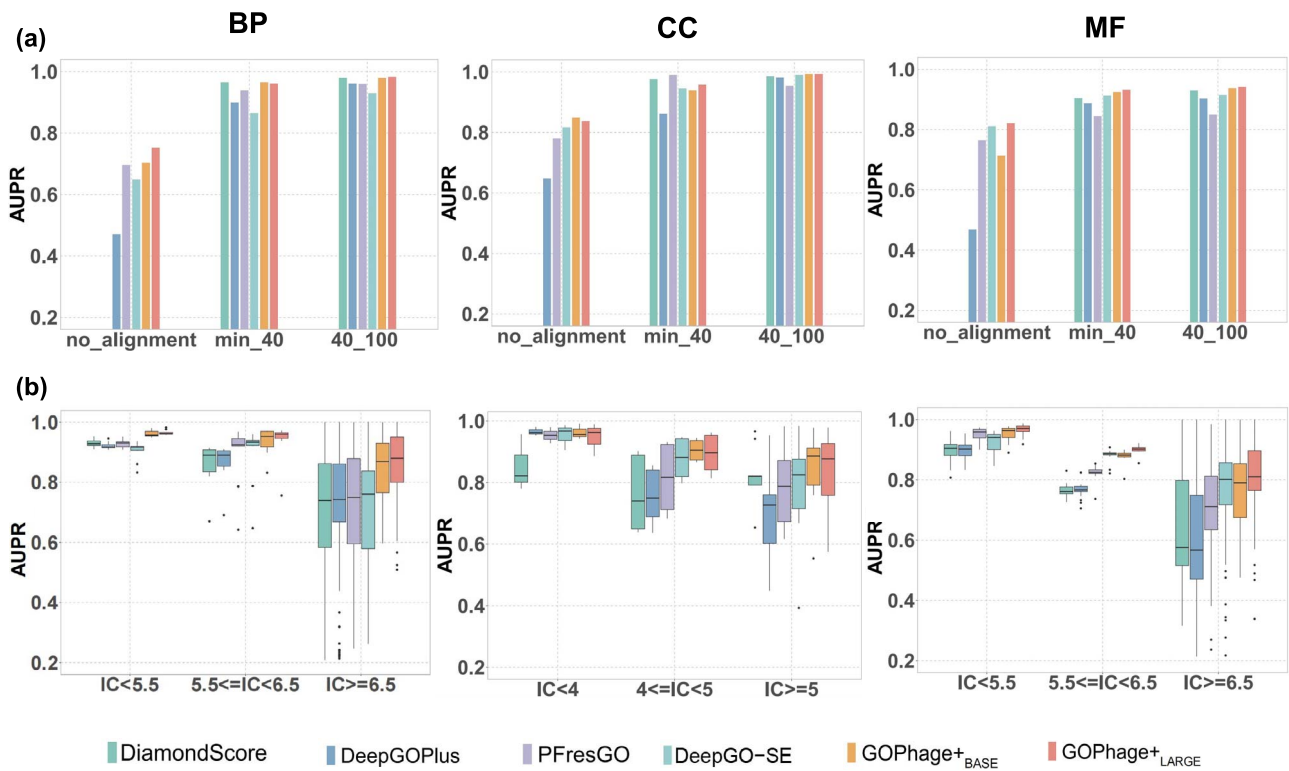 BP CC MF
(a)
1.0 1.0 1.0
0.8 0.8 0.8
0.6 0.6 0.6
0.4 0.4 0.4
0.2 0.2 0.2
AUPR AUPR AUPR
no_alignment min_40 40_100 no_alignment min_40 40_100 no_alignment min_40 40_100
(b)
1.0 1.0 1.0
0.8 0.8 0.8
0.6 0.6 0.6
0.4 0.4 0.4
0.2 0.2 0.2
AUPR AUPR AUPR
IC<5.5 5.5<=IC<6.5 IC>=6.5 IC<4 4<=IC<5 IC>=5 IC<5.5 5.5<=IC<6.5 IC>=6.5
DiamondScore DeepGOPlus PFresGO DeepGO−SE GOPhage+BASE GOPhage+LARGE